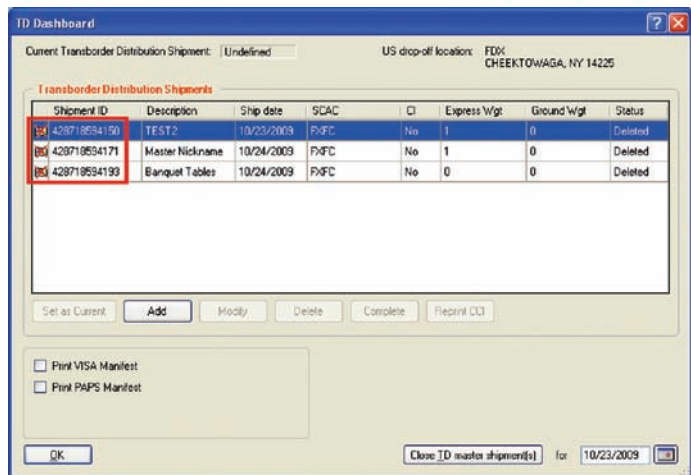 TD Dashboard
Current Transborder Distribution Shipment: Undefined US drop-off location: FDX
CHEEKTOWAGA, NY 14225
Transborder Distribution Shipments
Shipment ID Description Ship date SCAC CI Express Wgt Ground Wgt Status
428718594150 TEST2 10/23/2009 FXFC No 1 0 Deleted
428718594171 Master Nickname 10/24/2009 FXFC No 1 0 Deleted
428718594193 Banquet Tables 10/24/2009 FXFC No 0 0 Deleted
Set as Current Add Modify Delete Complete Reprint CCI
Print VISA Manifest
Print PAPS Manifest
OK Close TD master shipment(s) for 10/23/2009